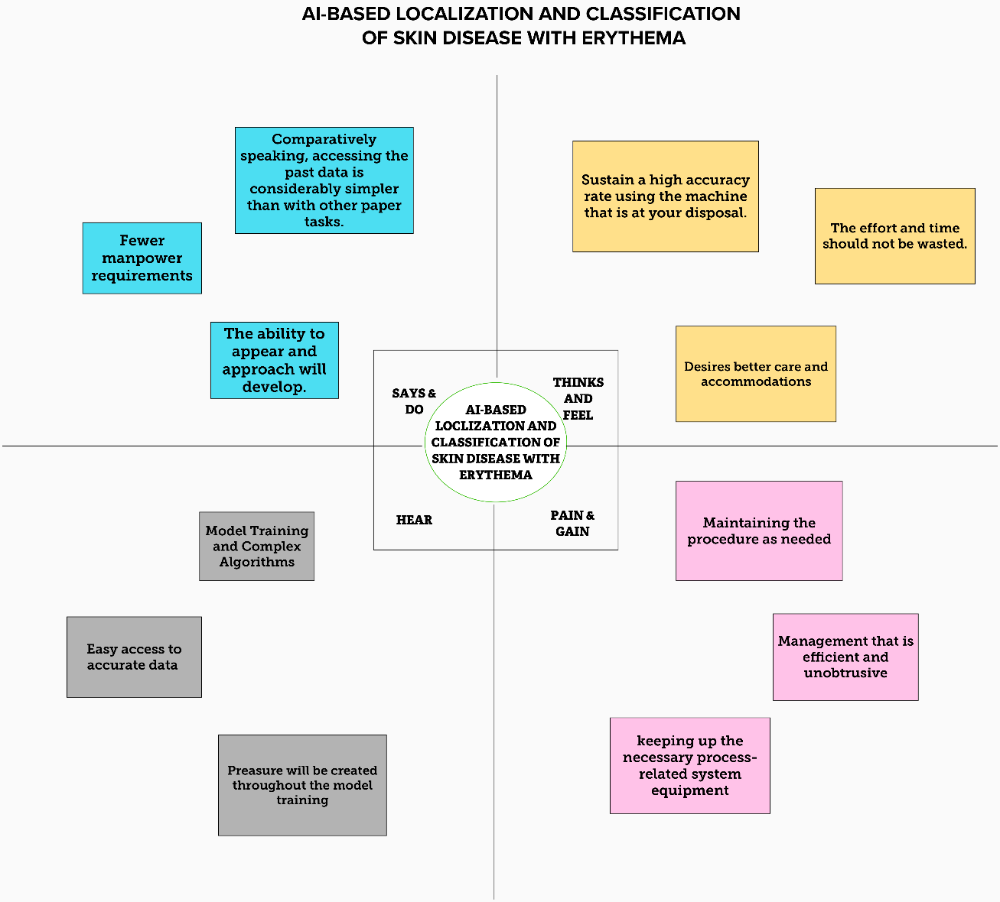 AI-BASED LOCALIZATION AND CLASSIFICATION
OF SKIN DISEASE WITH ERYTHEMA
Comparatively
speaking, accessing the
past data is
considerably simpler
than with other paper
tasks.
Fewer
manpower
requirements
The ability to
appear and
approach will
develop.
Sustain a high accuracy
rate using the machine
that is at your disposal.
The effort and time
should not be wasted.
Desires better care and
accommodations
SAYS &
DO
THINKS
AND
FEEL
AI-BASED
LOCLIZATION AND
CLASSIFICATION OF
SKIN DISEASE WITH
ERYTHEMA
HEAR
PAIN &
GAIN
Model Training
and Complex
Algorithms
Easy access to
accurate data
Preasure will be created
throughout the model
training
Maintaining the
procedure as needed
Management that is
efficient and
unobtrusive
keeping up the
necessary process-
related system
equipment